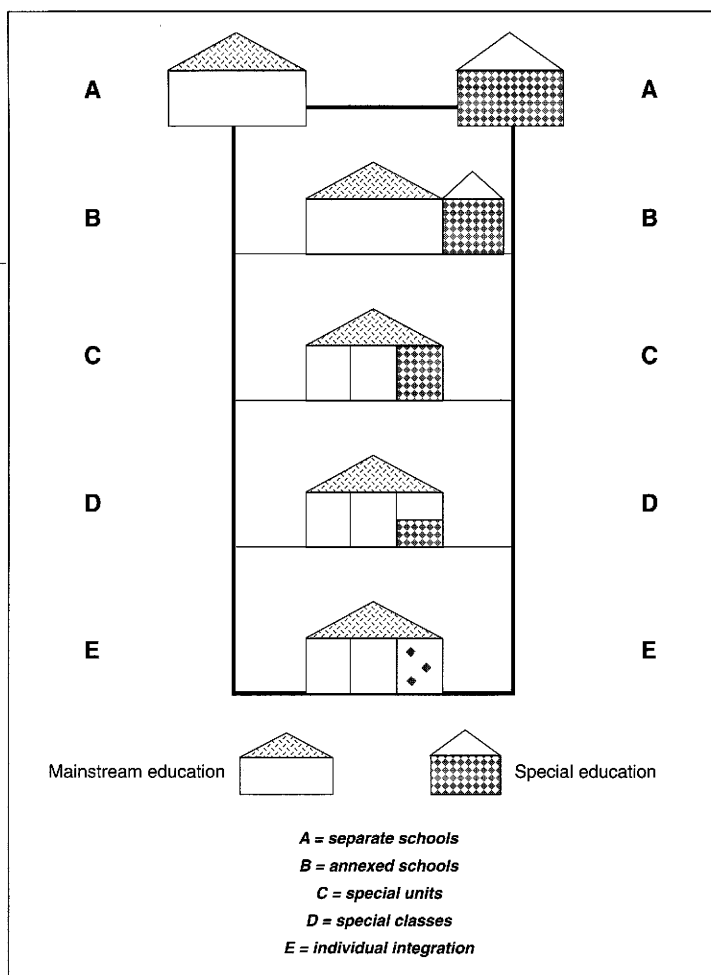 A A
B B
C C
D D
E E
Mainstream education Special education
A = separate schools
B = annexed schools
C = special units
D = special classes
E = individual integration